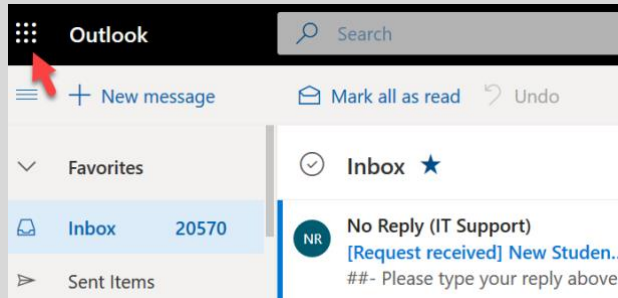 Outlook
Search
New message
Mark all as read
Undo
Favorites
Inbox
Inbox 20570
NR
No Reply (IT Support)
[Request received] New Studen...
##- Please type your reply above
Sent Items